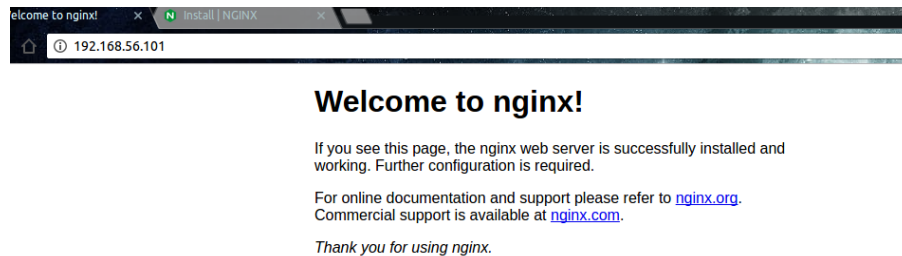 elcome to nginx!
Install | NGINX
192.168.56.101
Welcome to nginx!
If you see this page, the nginx web server is successfully installed and
working. Further configuration is required.
For online documentation and support please refer to nginx.org.
Commercial support is available at nginx.com.
Thank you for using nginx.